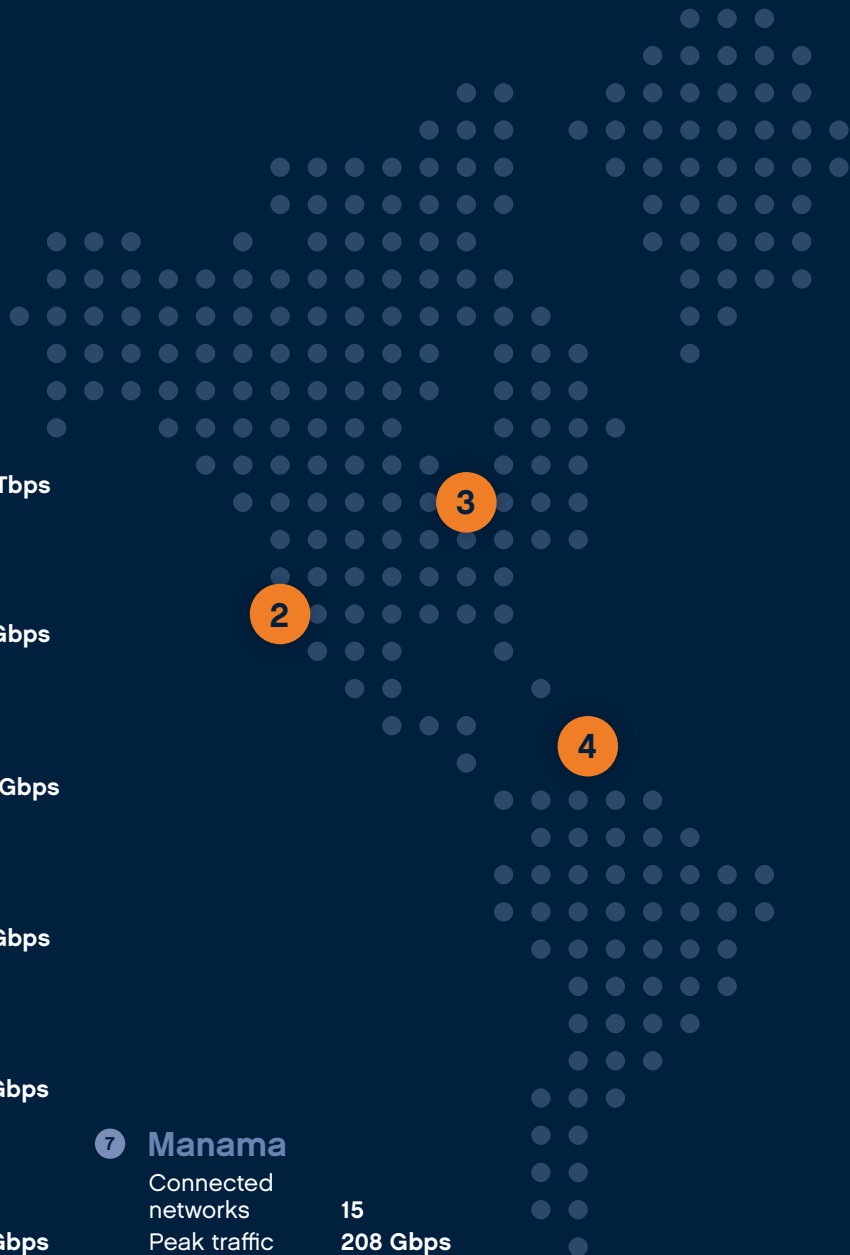 Tbps
3
2
Gbps
4
Gbps
Gbps
Gbps
7 Manama
Connected
networks 15
Gbps
Peak traffic 208 Gbps